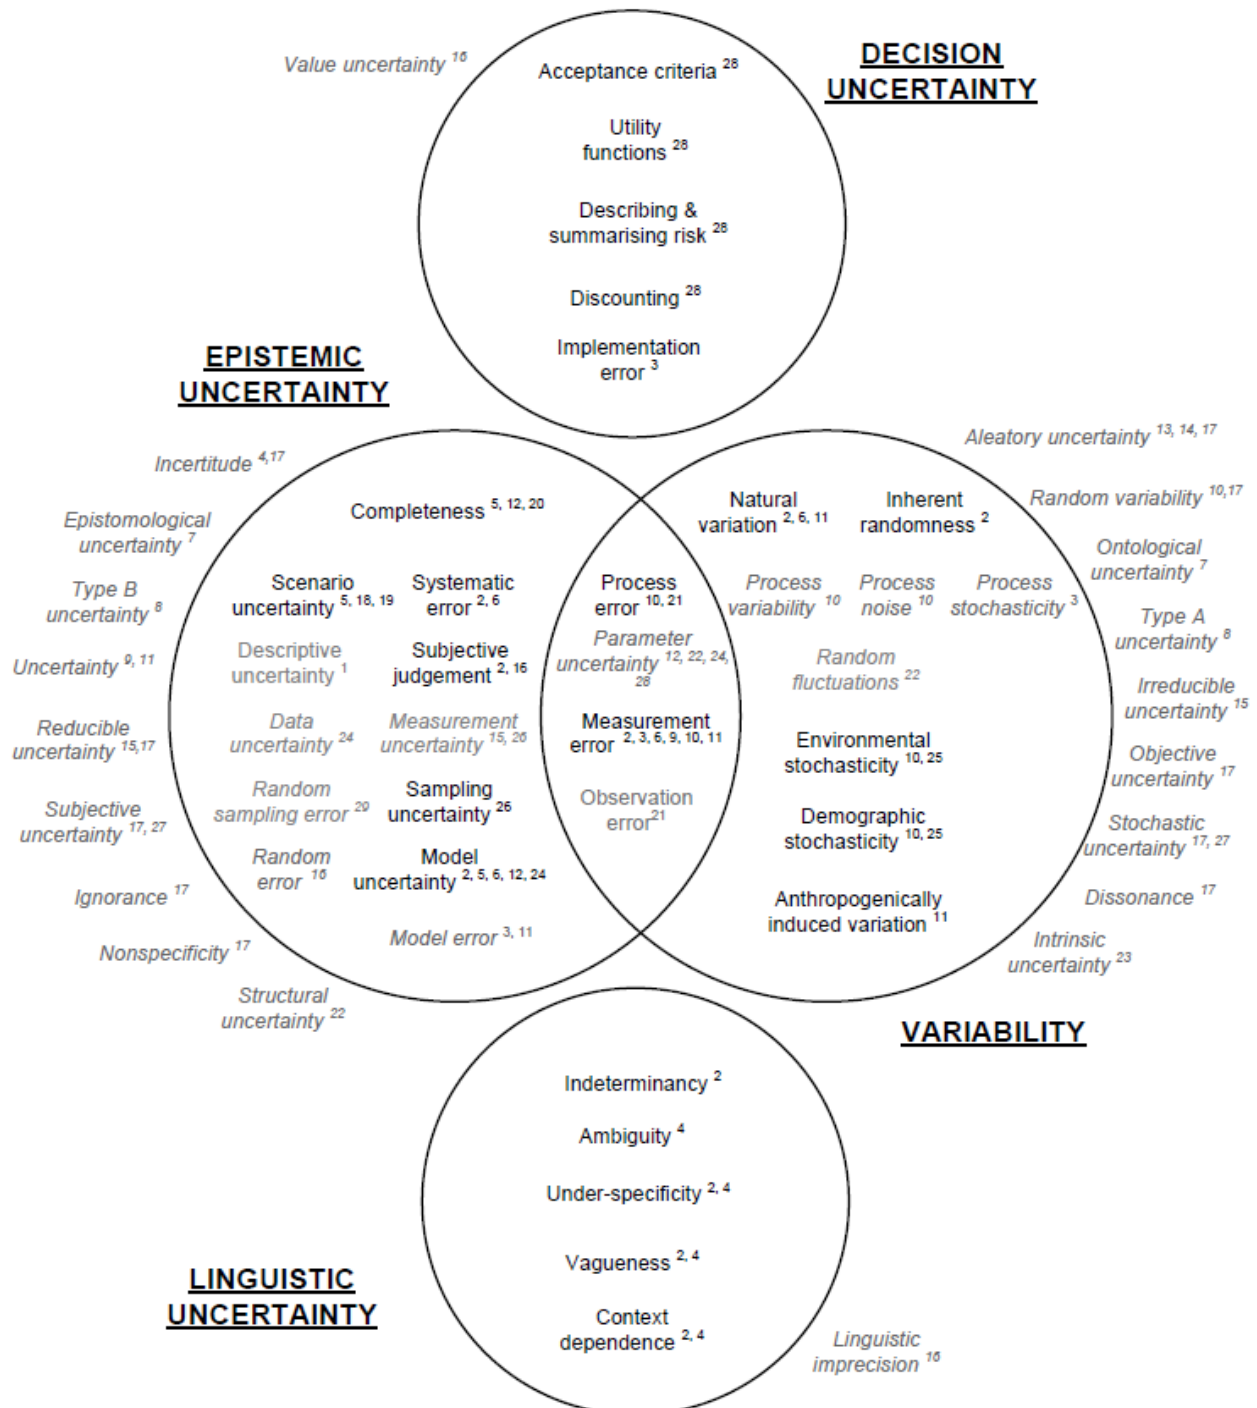 Value uncertainty 16
DECISION
UNCERTAINTY
Acceptance criteria 28
Utility
functions 28
Describing &
summarising risk 28
Discounting 28
Implementation
error 3
EPISTEMIC
UNCERTAINTY
Incertitude 4,17
Epistomological
uncertainty 7
Type B
uncertainty 8
Uncertainty 9, 11
Reducible
uncertainty 15,17
Subjective
uncertainty 17, 27
Ignorance 17
Nonspecificity 17
Structural
uncertainty 22
Completeness 5, 12, 20
Scenario
uncertainty 5, 18, 19
Systematic
error 2, 6
Descriptive
uncertainty 1
Subjective
judgement 2, 16
Data
uncertainty 24
Measurement
uncertainty 15, 26
Random
sampling error 29
Sampling
uncertainty 26
Random
error 16
Model
uncertainty 2, 5, 6, 12, 24
Model error 3, 11
Process
error 10, 21
Parameter
uncertainty 12, 22, 24,
28
Measurement
error 2, 3, 6, 9, 10, 11
Observation
error21
Natural
variation 2, 6, 11
Inherent
randomness 2
Process
variability 10
Process
noise 10
Process
stochasticity 3
Random
fluctuations 22
Environmental
stochasticity 10, 25
Demographic
stochasticity 10, 25
Anthropogenically
induced variation 11
Aleatory uncertainty 13, 14, 17
Random variability 10,17
Ontological
uncertainty 7
Type A
uncertainty 8
Irreducible
uncertainty 15
Objective
uncertainty 17
Stochastic
uncertainty 17, 27
Dissonance 17
Intrinsic
uncertainty 23
VARIABILITY
Indeterminancy 2
Ambiguity 4
Under-specificity 2, 4
Vagueness 2, 4
Context
dependence 2, 4
LINGUISTIC
UNCERTAINTY
Linguistic
imprecision 16